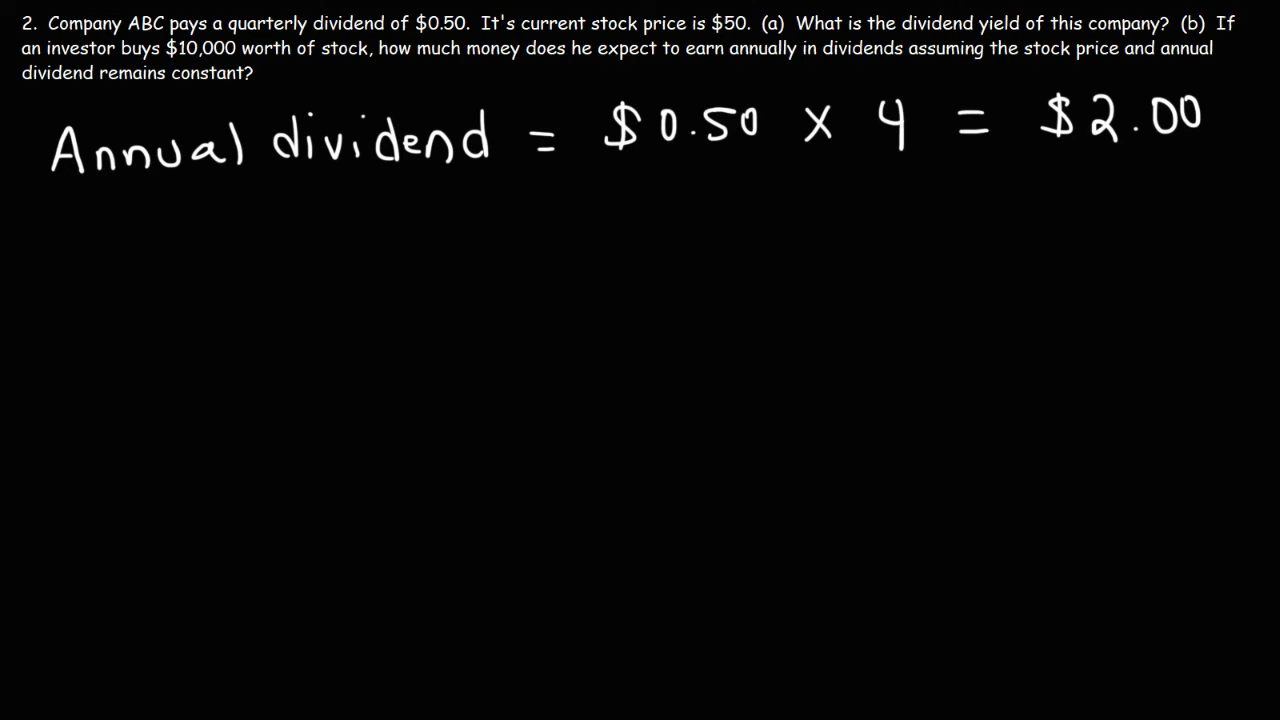 2. Company ABC pays a quarterly dividend of $0.50. It's current stock price is $50. (a) What is the dividend yield of this company? (b) If
an investor buys $10,000 worth of stock, how much money does he expect to earn annually in dividends assuming the stock price and annual
dividend remains constant?
Annual dividend = $0.50 x 4 = $2.00